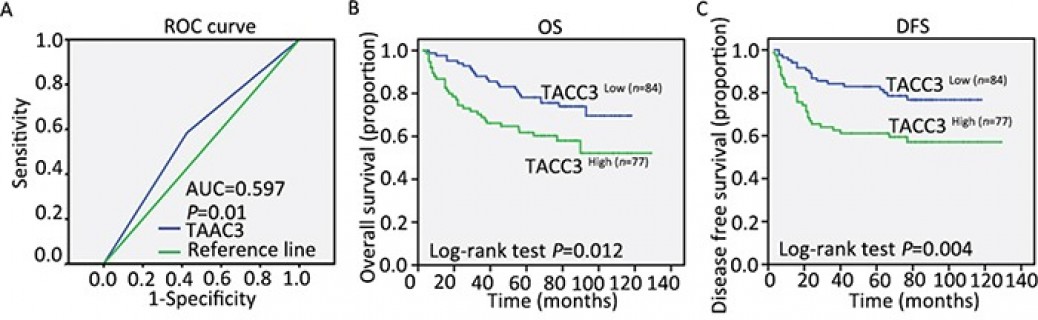 A
ROC curve
1.0
0.8
0.6
0.4
0.2
0.0
Sensitivity
AUC=0.597
P=0.01
TAAC3
Reference line
0.0 0.2 0.4 0.6 0.8 1.0
1-Specificity
B
OS
1.0
0.8
0.6
0.4
0.2
0.0
Overall survival (proportion)
TACC3 Low (n=84)
TACC3 High (n=77)
Log-rank test P=0.012
0 20 40 60 80 100 120 140
Time (months)
C
DFS
1.0
0.8
0.6
0.4
0.2
0.0
Disease free survival (proportion)
TACC3 Low (n=84)
TACC3 High (n=77)
Log-rank test P=0.004
0 20 40 60 80 100 120 140
Time (months)